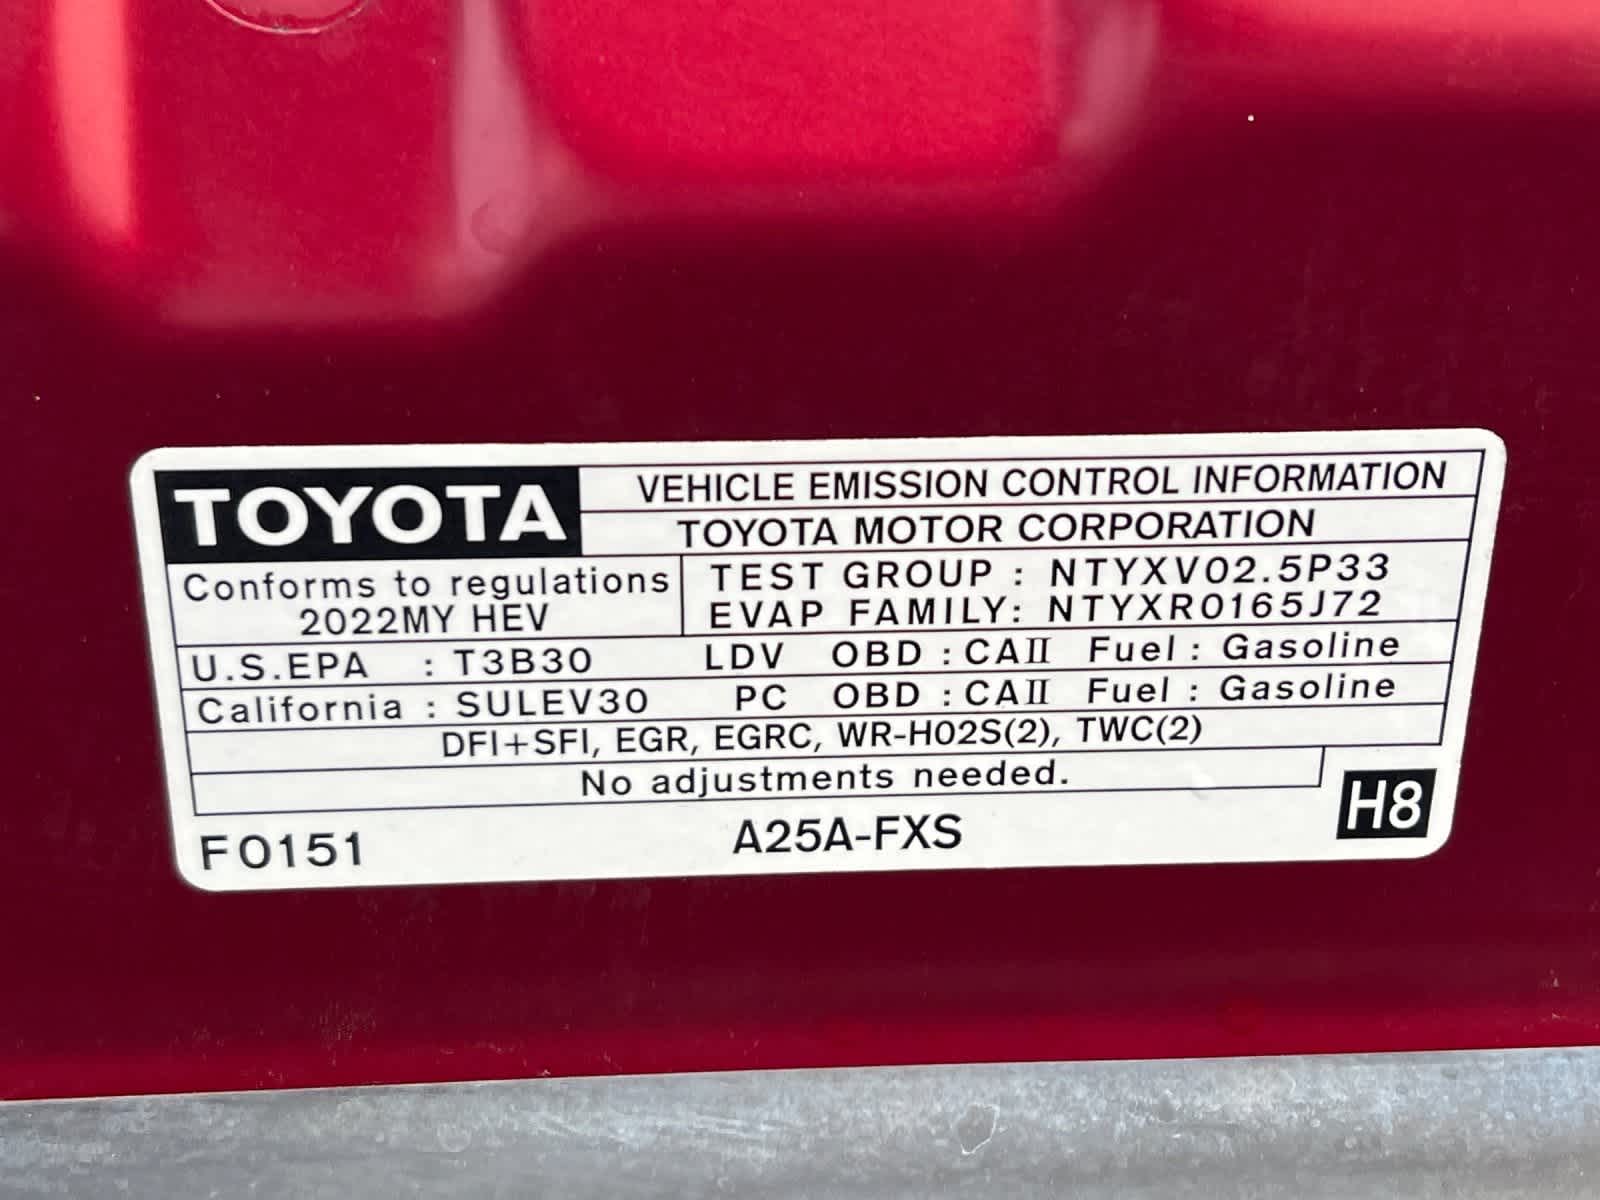 TOYOTA
VEHICLE EMISSION CONTROL INFORMATION
TOYOTA MOTOR CORPORATION
Conforms to regulations
2022MY HEV
TEST GROUP : NTYXV02.5P33
EVAP FAMILY: NTYXR0165J72
U.S.EPA : T3B30 LDV OBD : CAII Fuel : Gasoline
California : SULEV30 PC OBD : CAII Fuel : Gasoline
DFI+SFI, EGR, EGRC, WR-HO2S(2), TWC(2)
No adjustments needed.
F0151
A25A-FXS
H8